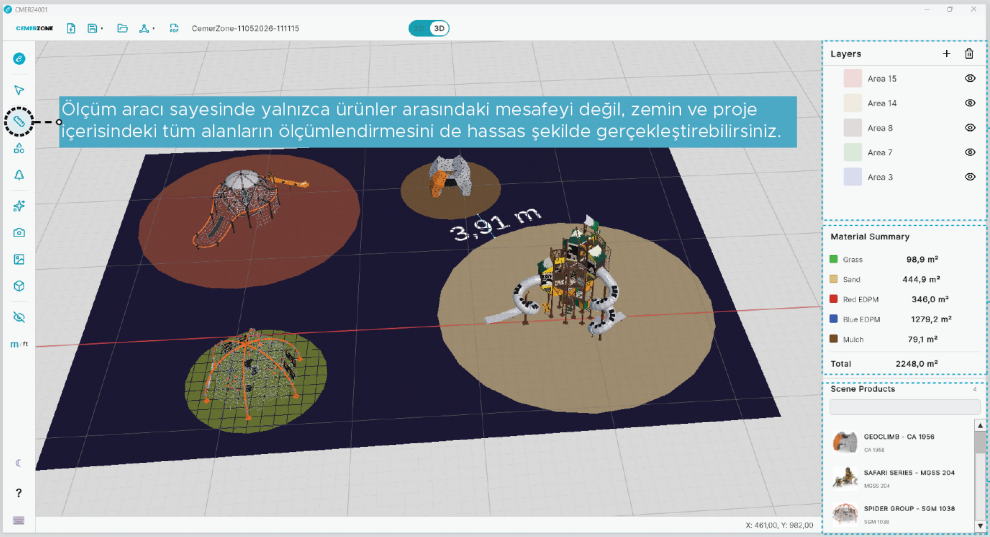 CMER24001
CEMERZONE
PDF
CemerZone-11052026-111115
3D
Layers
Area 15
Area 14
Area 8
Area 7
Area 3
Ölçüm aracı sayesinde yalnızca ürünler arasındaki mesafeyi değil, zemin ve proje
içerisindeki tüm alanların ölçümlendirmesini de hassas şekilde gerçekleştirebilirsiniz.
3,91 m
Material Summary
Grass 98,9 m²
Sand 444,9 m²
Red EDPM 346,0 m²
Blue EDPM 1279,2 m²
Mulch 79,1 m²
Total 2248,0 m²
m/ft
Scene Products 4
GEOCLIMB - CA 1956
CA 1956
SAFARI SERIES - MGSS 204
MGSS 204
SPIDER GROUP - SGM 1038
SGM 1038
?
X: 461,00, Y: 982,00